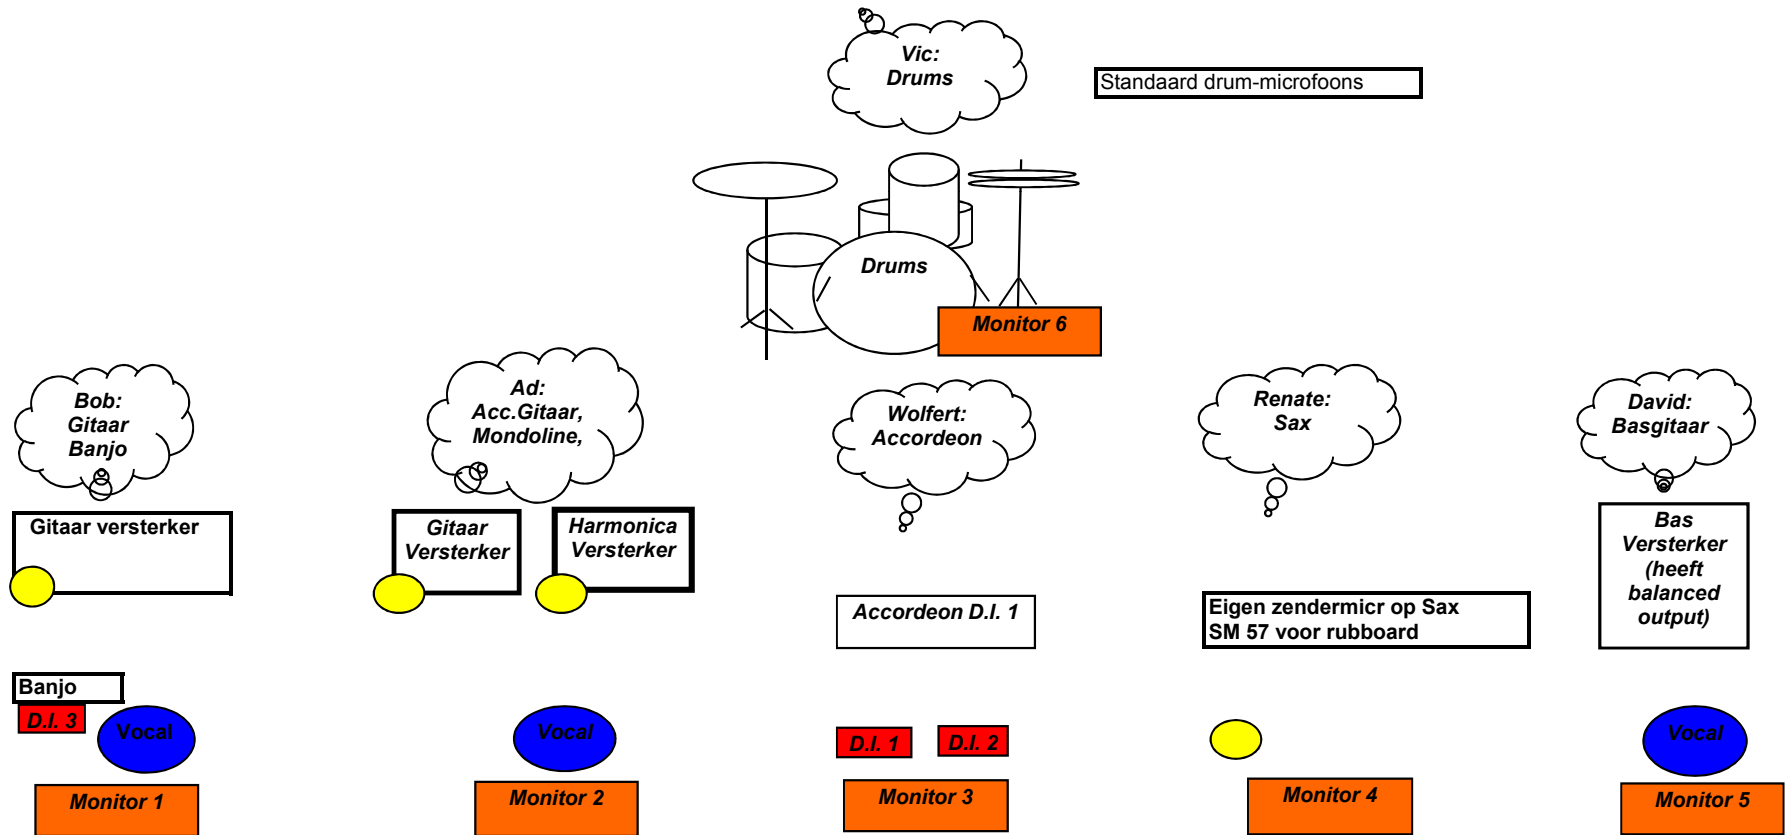 Vic:
Drums
Standaard drum-microfoons
Drums
Monitor 6
Bob:
Gitaar
Banjo
Ad:
Acc.Gitaar,
Mondoline,
Wolfert:
Accordeon
Renate:
Sax
David:
Basgitaar
Gitaar versterker
Gitaar
Versterker
Harmonica
Versterker
Accordeon D.I. 1
Eigen zendermicr op Sax
SM 57 voor rubboard
Bas
Versterker
(heeft
balanced
output)
Banjo
D.I. 3
Vocal
Vocal
D.I. 1
D.I. 2
Vocal
Monitor 1
Monitor 2
Monitor 3
Monitor 4
Monitor 5